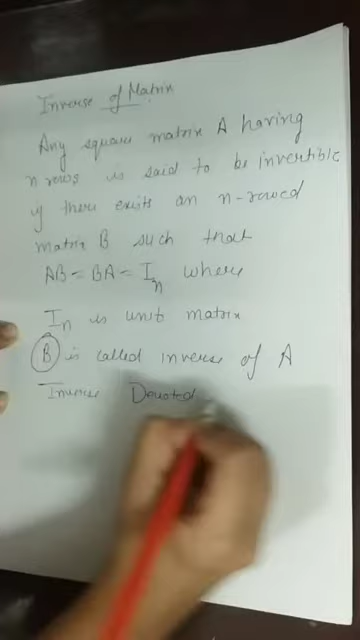 Inverse of Matrix
Any square matrix A having
n rows is said to be invertible
if there exists an n-rowed
matrix B such that
AB = BA = In where
In is unit matrix
B is called inverse of A
Inverse Denoted